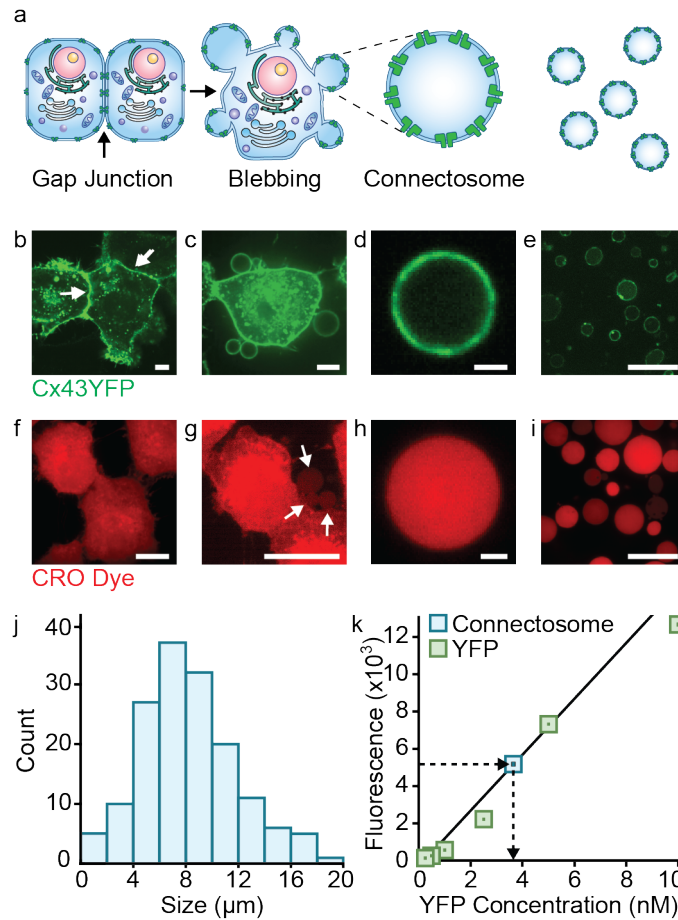 a
Gap Junction
Blebbing
Connectosome
b
c
d
e
Cx43YFP
f
g
h
i
CRO Dye
j
40
30
20
10
0
Count
0
4
8
12
16
20
Size (μm)
k
Connectosome
YFP
12
10
8
6
4
2
0
Fluorescence (x10³)
0
2
4
6
8
10
YFP Concentration (nM)